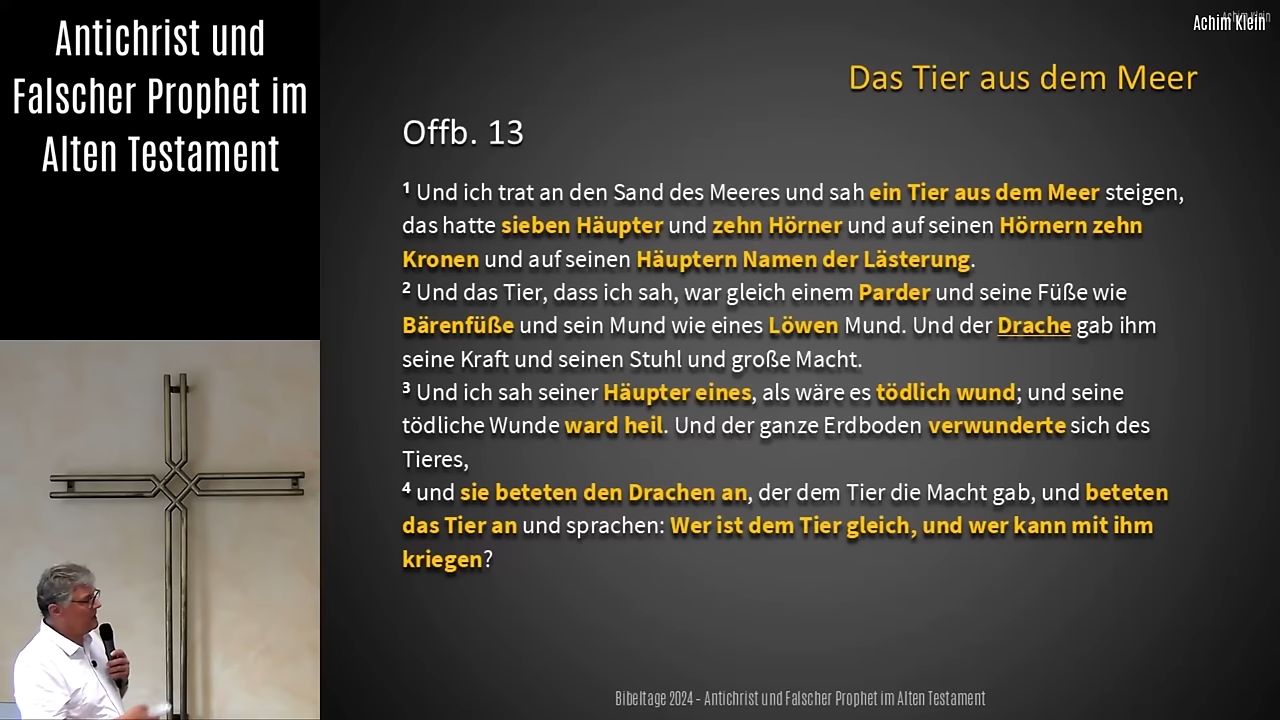 Antichrist und
Falscher Prophet im
Alten Testament
Achim Klein
Achim Klein
Das Tier aus dem Meer
Offb. 13
1 Und ich trat an den Sand des Meeres und sah ein Tier aus dem Meer steigen,
das hatte sieben Häupter und zehn Hörner und auf seinen Hörnern zehn
Kronen und auf seinen Häuptern Namen der Lästerung.
2 Und das Tier, dass ich sah, war gleich einem Parder und seine Füße wie
Bärenfüße und sein Mund wie eines Löwen Mund. Und der Drache gab ihm
seine Kraft und seinen Stuhl und große Macht.
3 Und ich sah seiner Häupter eines, als wäre es tödlich wund; und seine
tödliche Wunde ward heil. Und der ganze Erdboden verwunderte sich des
Tieres,
4 und sie beteten den Drachen an, der dem Tier die Macht gab, und beteten
das Tier an und sprachen: Wer ist dem Tier gleich, und wer kann mit ihm
kriegen?
Bibeltage 2024 - Antichrist und Falscher Prophet im Alten Testament